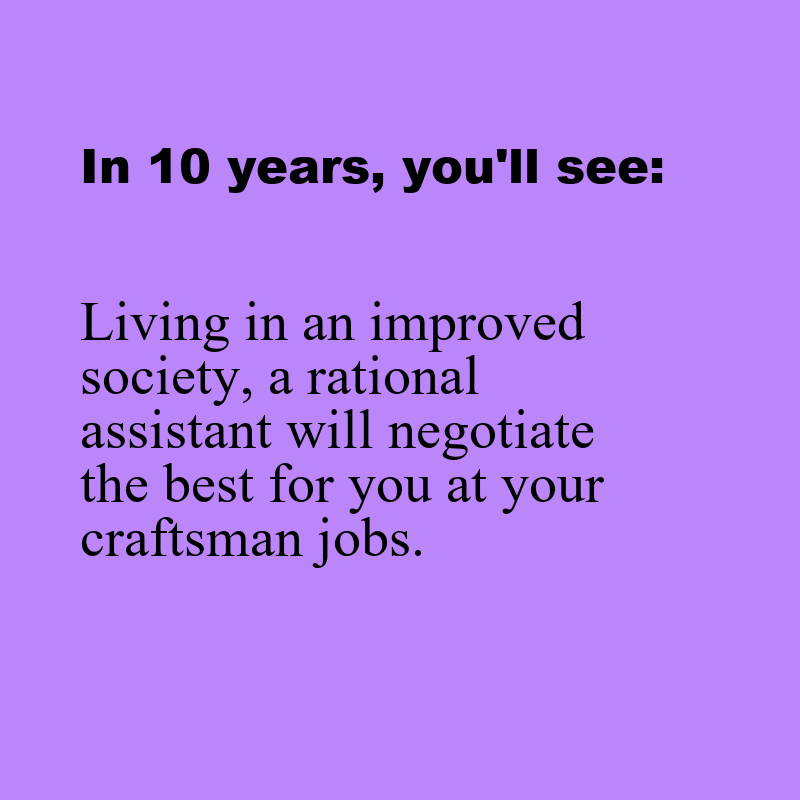 In 10 years, you'll see:
Living in an improved
society, a rational
assistant will negotiate
the best for you at your
craftsman jobs.